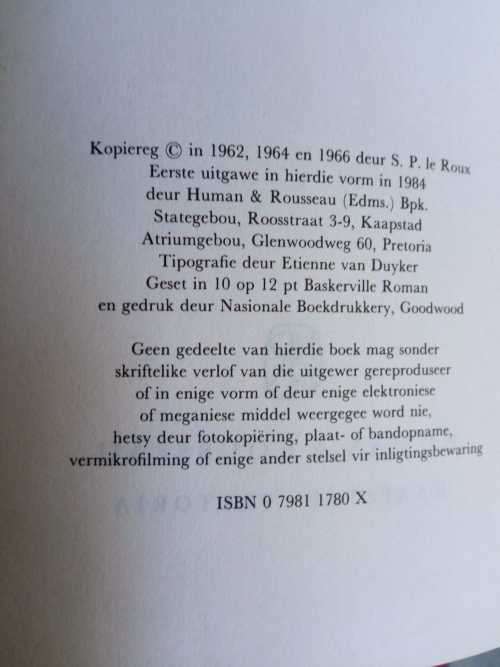 Kopiereg © in 1962, 1964 en 1966 deur S. P. le Roux
Eerste uitgawe in hierdie vorm in 1984
deur Human & Rousseau (Edms.) Bpk.
Stategebou, Roosstraat 3-9, Kaapstad
Atriumgebou, Glenwoodweg 60, Pretoria
Tipografie deur Etienne van Duyker
Geset in 10 op 12 pt Baskerville Roman
en gedruk deur Nasionale Boekdrukkery, Goodwood
Geen gedeelte van hierdie boek mag sonder
skriftelike verlof van die uitgewer gereproduseer
of in enige vorm of deur enige elektroniese
of meganiese middel weergegee word nie,
hetsy deur fotokopiëring, plaat- of bandopname,
vermikrofilming of enige ander stelsel vir inligtingsbewaring
ISBN 0 7981 1780 X